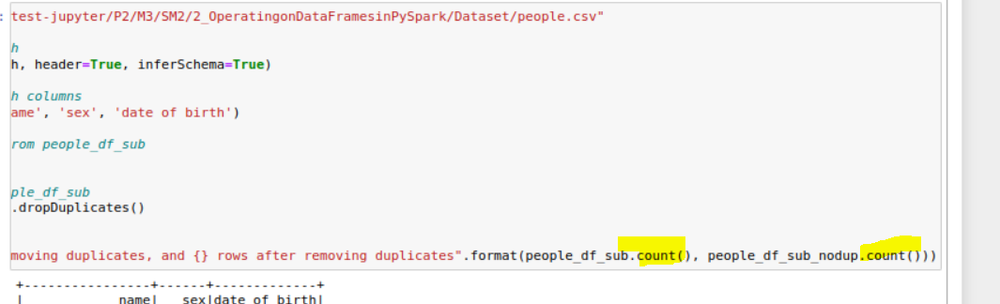 : test-jupyter/P2/M3/SM2/2_OperatingonDataFramesinPySpark/Dataset/people.csv"
h
h, header=True, inferSchema=True)
h columns
ame', 'sex', 'date of birth')
rom people_df_sub
ple_df_sub
.dropDuplicates()
moving duplicates, and {} rows after removing duplicates".format(people_df_sub.count(), people_df_sub_nodup.count()))
+----------------+------+-------------+
|            name|   sex|date of birth|